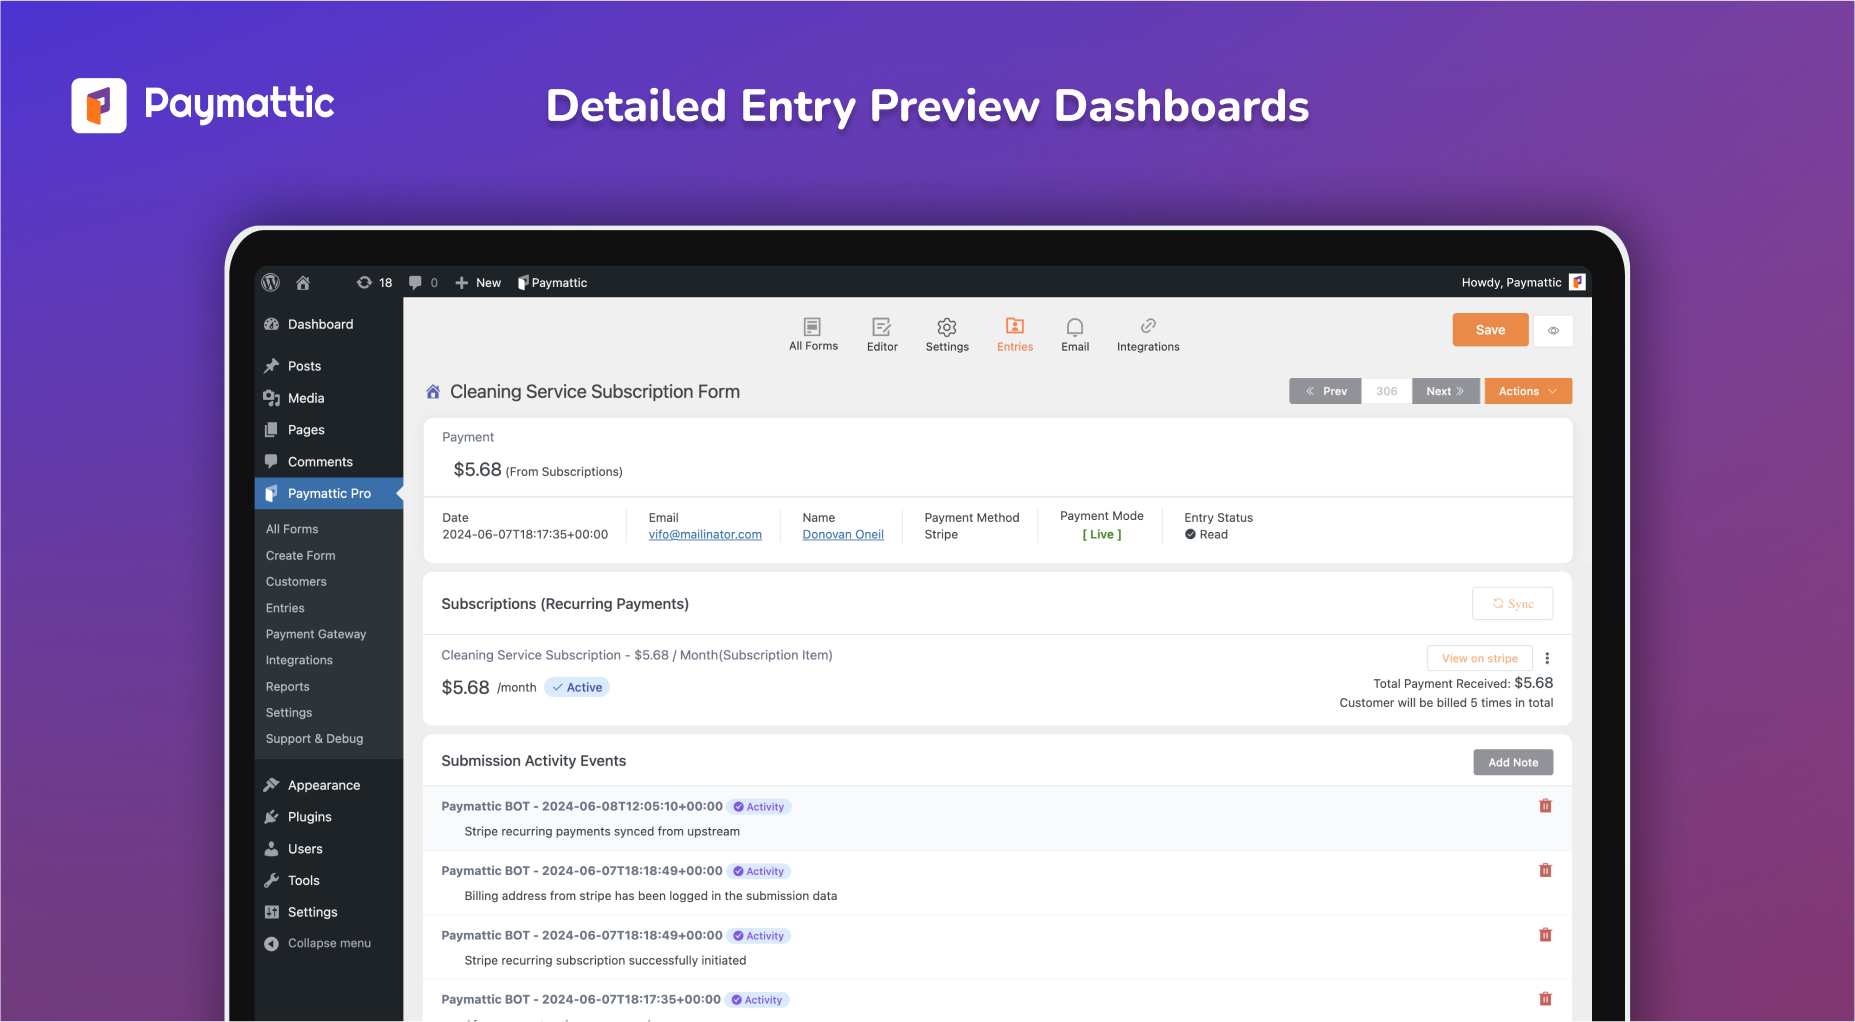 Paymattic
Detailed Entry Preview Dashboards
18
0
New
Paymattic
Howdy, Paymattic
Dashboard
Posts
Media
Pages
Comments
Paymattic Pro
All Forms
Create Form
Customers
Entries
Payment Gateway
Integrations
Reports
Settings
Support & Debug
Appearance
Plugins
Users
Tools
Settings
Collapse menu
All Forms
Editor
Settings
Entries
Email
Integrations
Save
Cleaning Service Subscription Form
Prev
306
Next
Actions
Payment
$5.68 (From Subscriptions)
Date
2024-06-07T18:17:35+00:00
Email
vifo@mailinator.com
Name
Donovan Oneil
Payment Method
Stripe
Payment Mode
[ Live ]
Entry Status
Read
Subscriptions (Recurring Payments)
Sync
Cleaning Service Subscription - $5.68 / Month(Subscription Item)
$5.68 /month
Active
View on stripe
Total Payment Received: $5.68
Customer will be billed 5 times in total
Submission Activity Events
Add Note
Paymattic BOT - 2024-06-08T12:05:10+00:00 Activity
Stripe recurring payments synced from upstream
Paymattic BOT - 2024-06-07T18:18:49+00:00 Activity
Billing address from stripe has been logged in the submission data
Paymattic BOT - 2024-06-07T18:18:49+00:00 Activity
Stripe recurring subscription successfully initiated
Paymattic BOT - 2024-06-07T18:17:35+00:00 Activity